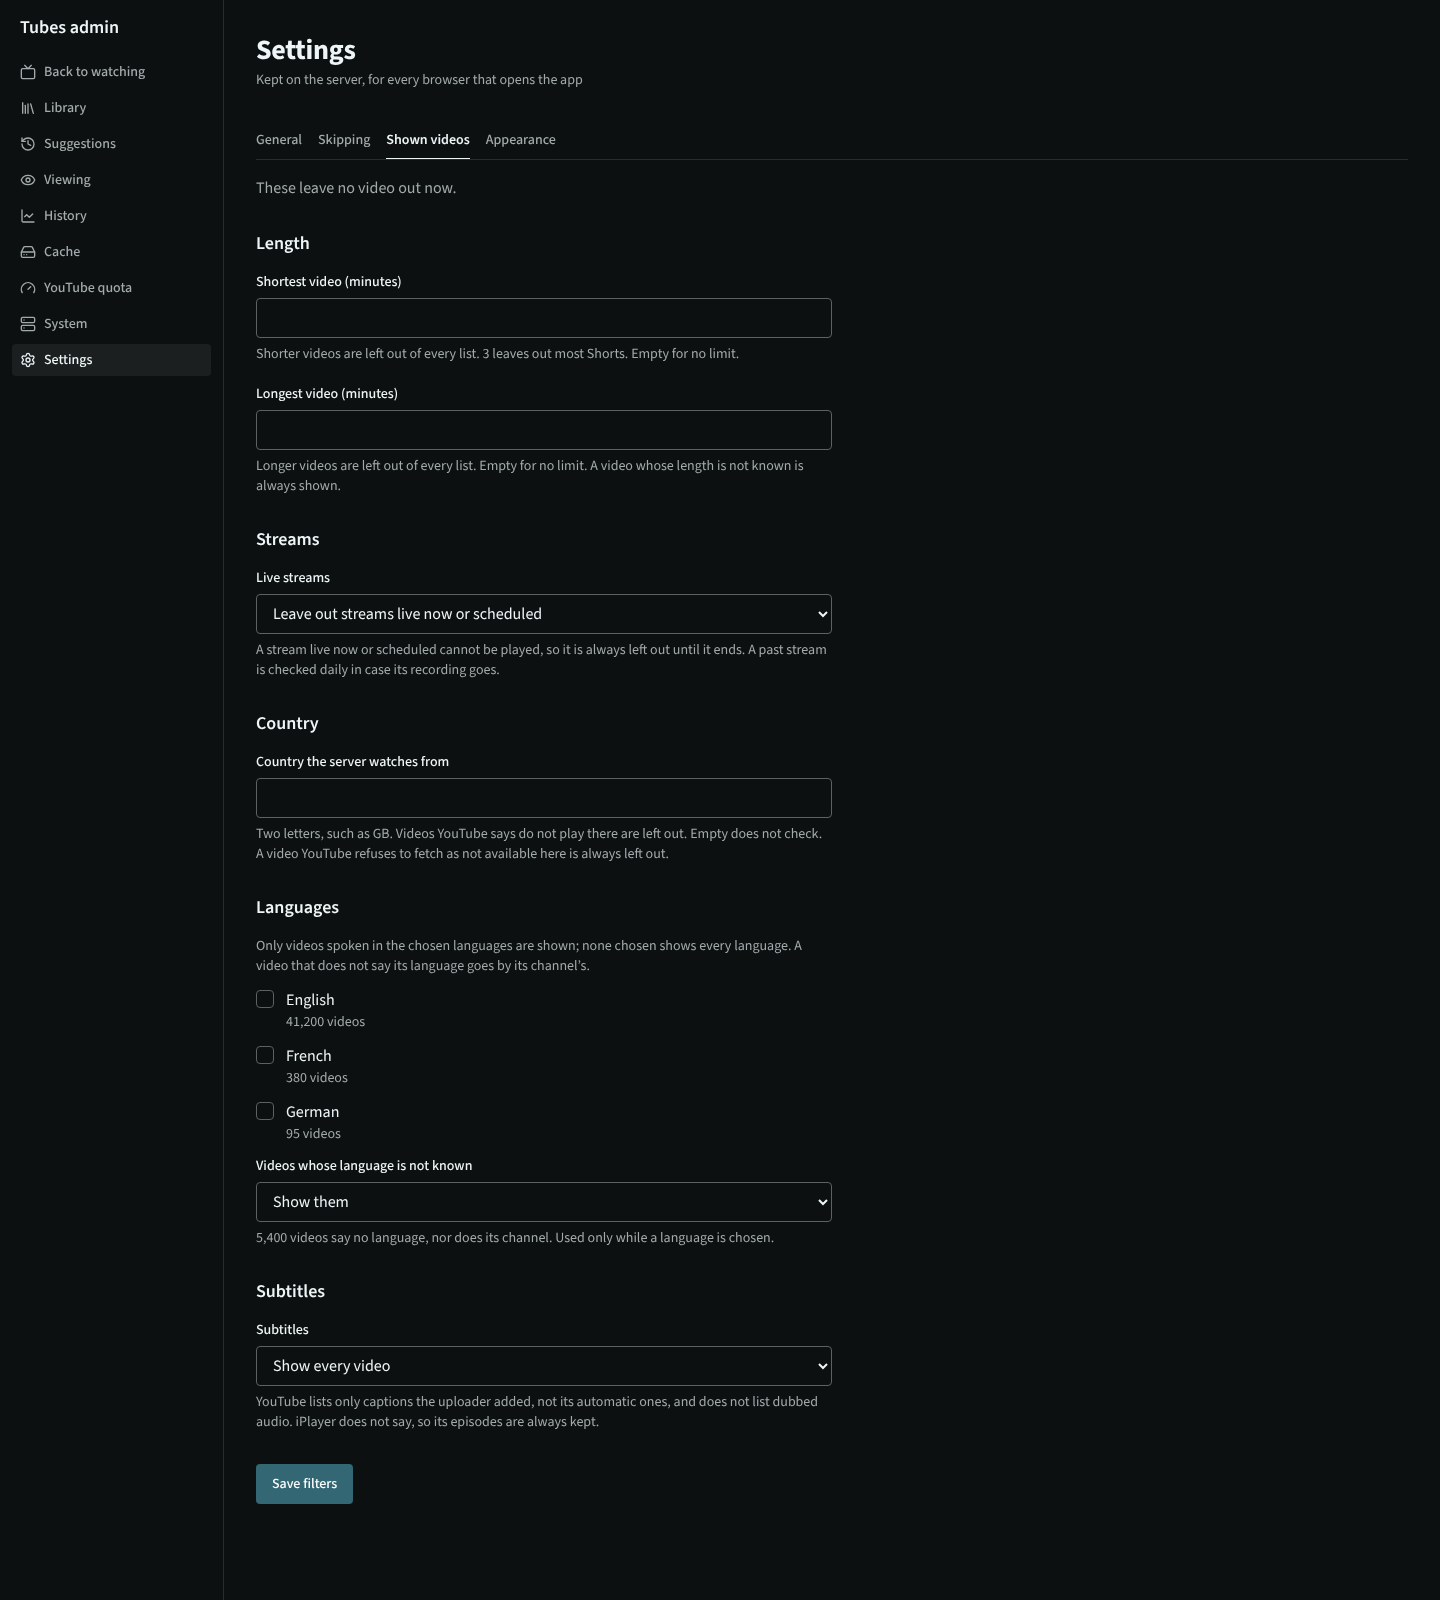 Tubes admin
Back to watching
Library
Suggestions
Viewing
History
Cache
YouTube quota
System
Settings
Settings
Kept on the server, for every browser that opens the app
General
Skipping
Shown videos
Appearance
These leave no video out now.
Length
Shortest video (minutes)
Shorter videos are left out of every list. 3 leaves out most Shorts. Empty for no limit.
Longest video (minutes)
Longer videos are left out of every list. Empty for no limit. A video whose length is not known is
always shown.
Streams
Live streams
Leave out streams live now or scheduled
A stream live now or scheduled cannot be played, so it is always left out until it ends. A past stream
is checked daily in case its recording goes.
Country
Country the server watches from
Two letters, such as GB. Videos YouTube says do not play there are left out. Empty does not check.
A video YouTube refuses to fetch as not available here is always left out.
Languages
Only videos spoken in the chosen languages are shown; none chosen shows every language. A
video that does not say its language goes by its channel's.
English
41,200 videos
French
380 videos
German
95 videos
Videos whose language is not known
Show them
5,400 videos say no language, nor does its channel. Used only while a language is chosen.
Subtitles
Subtitles
Show every video
YouTube lists only captions the uploader added, not its automatic ones, and does not list dubbed
audio. iPlayer does not say, so its episodes are always kept.
Save filters